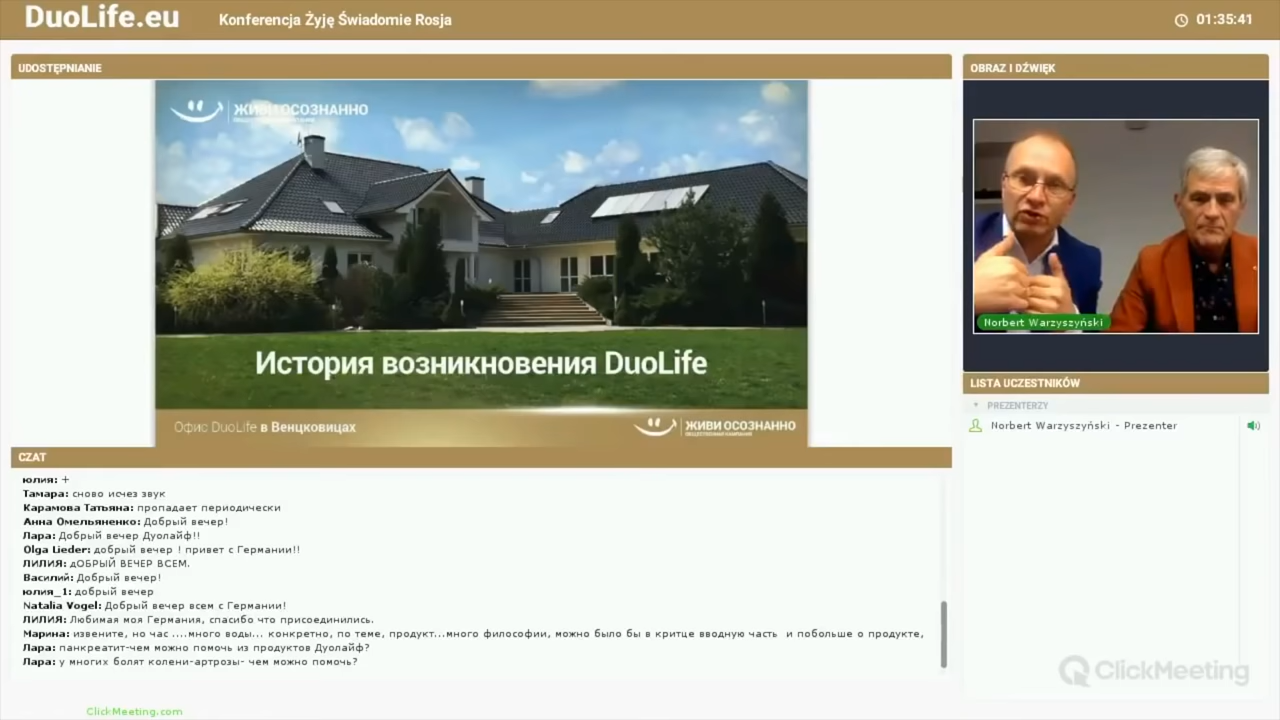 DuoLife.eu
Konferencja Żyję Świadomie Rosja
01:35:41
UDOSTĘPNIANIE
OBRAZ I DŹWIĘK
ЖИВИ ОСОЗНАННО
История возникновения DuoLife
Офис DuoLife в Венцковицах
ЖИВИ ОСОЗНАННО
ОБЩЕСТВЕННАЯ КАМПАНИЯ
Norbert Warzyszyński
LISTA UCZESTNIKÓW
PREZENTERZY
Norbert Warzyszyński - Prezenter
CZAT
юлия: +
Тамара: сново исчез звук
Карамова Татьяна: пропадает периодически
Анна Омельяненко: Добрый вечер!
Лара: Добрый вечер Дуолайф!!
Olga Lieder: добрый вечер ! привет с Германии!!
ЛИЛИЯ: дОБРЫЙ ВЕЧЕР ВСЕМ.
Василий: Добрый вечер!
юлия_1: добрый вечер
Natalia Vogel: Добрый вечер всем с Германии!
ЛИЛИЯ: Любимая моя Германия, спасибо что присоединились.
Марина: извените, но час ....много воды... конкретно, по теме, продукт...много философии, можно было бы в критце вводную часть и побольше о продукте,
Лара: панкреатит-чем можно помочь из продуктов Дуолайф?
Лара: у многих болят колени-артрозы- чем можно помочь?
ClickMeeting
ClickMeeting.com